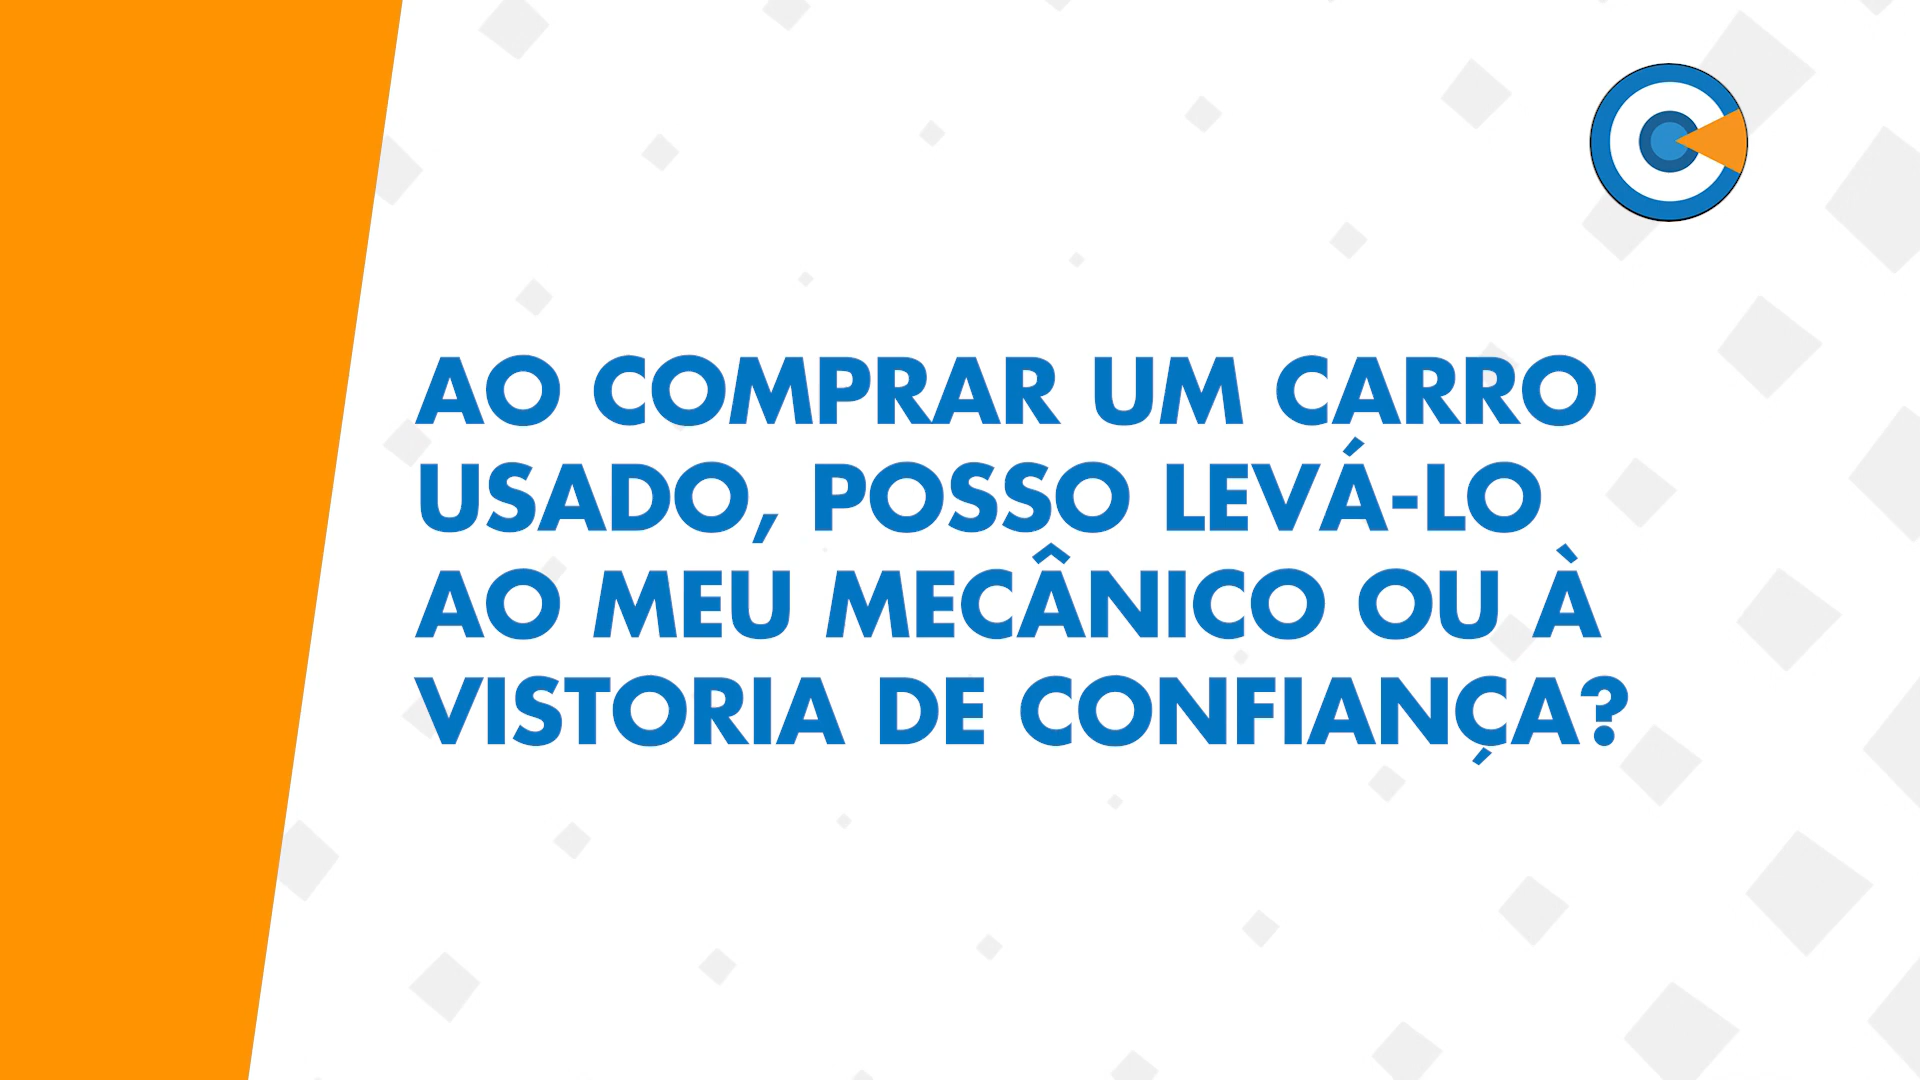 AO COMPRAR UM CARRO
USADO, POSSO LEVÁ-LO
AO MEU MECÂNICO OU À
VISTORIA DE CONFIANÇA?